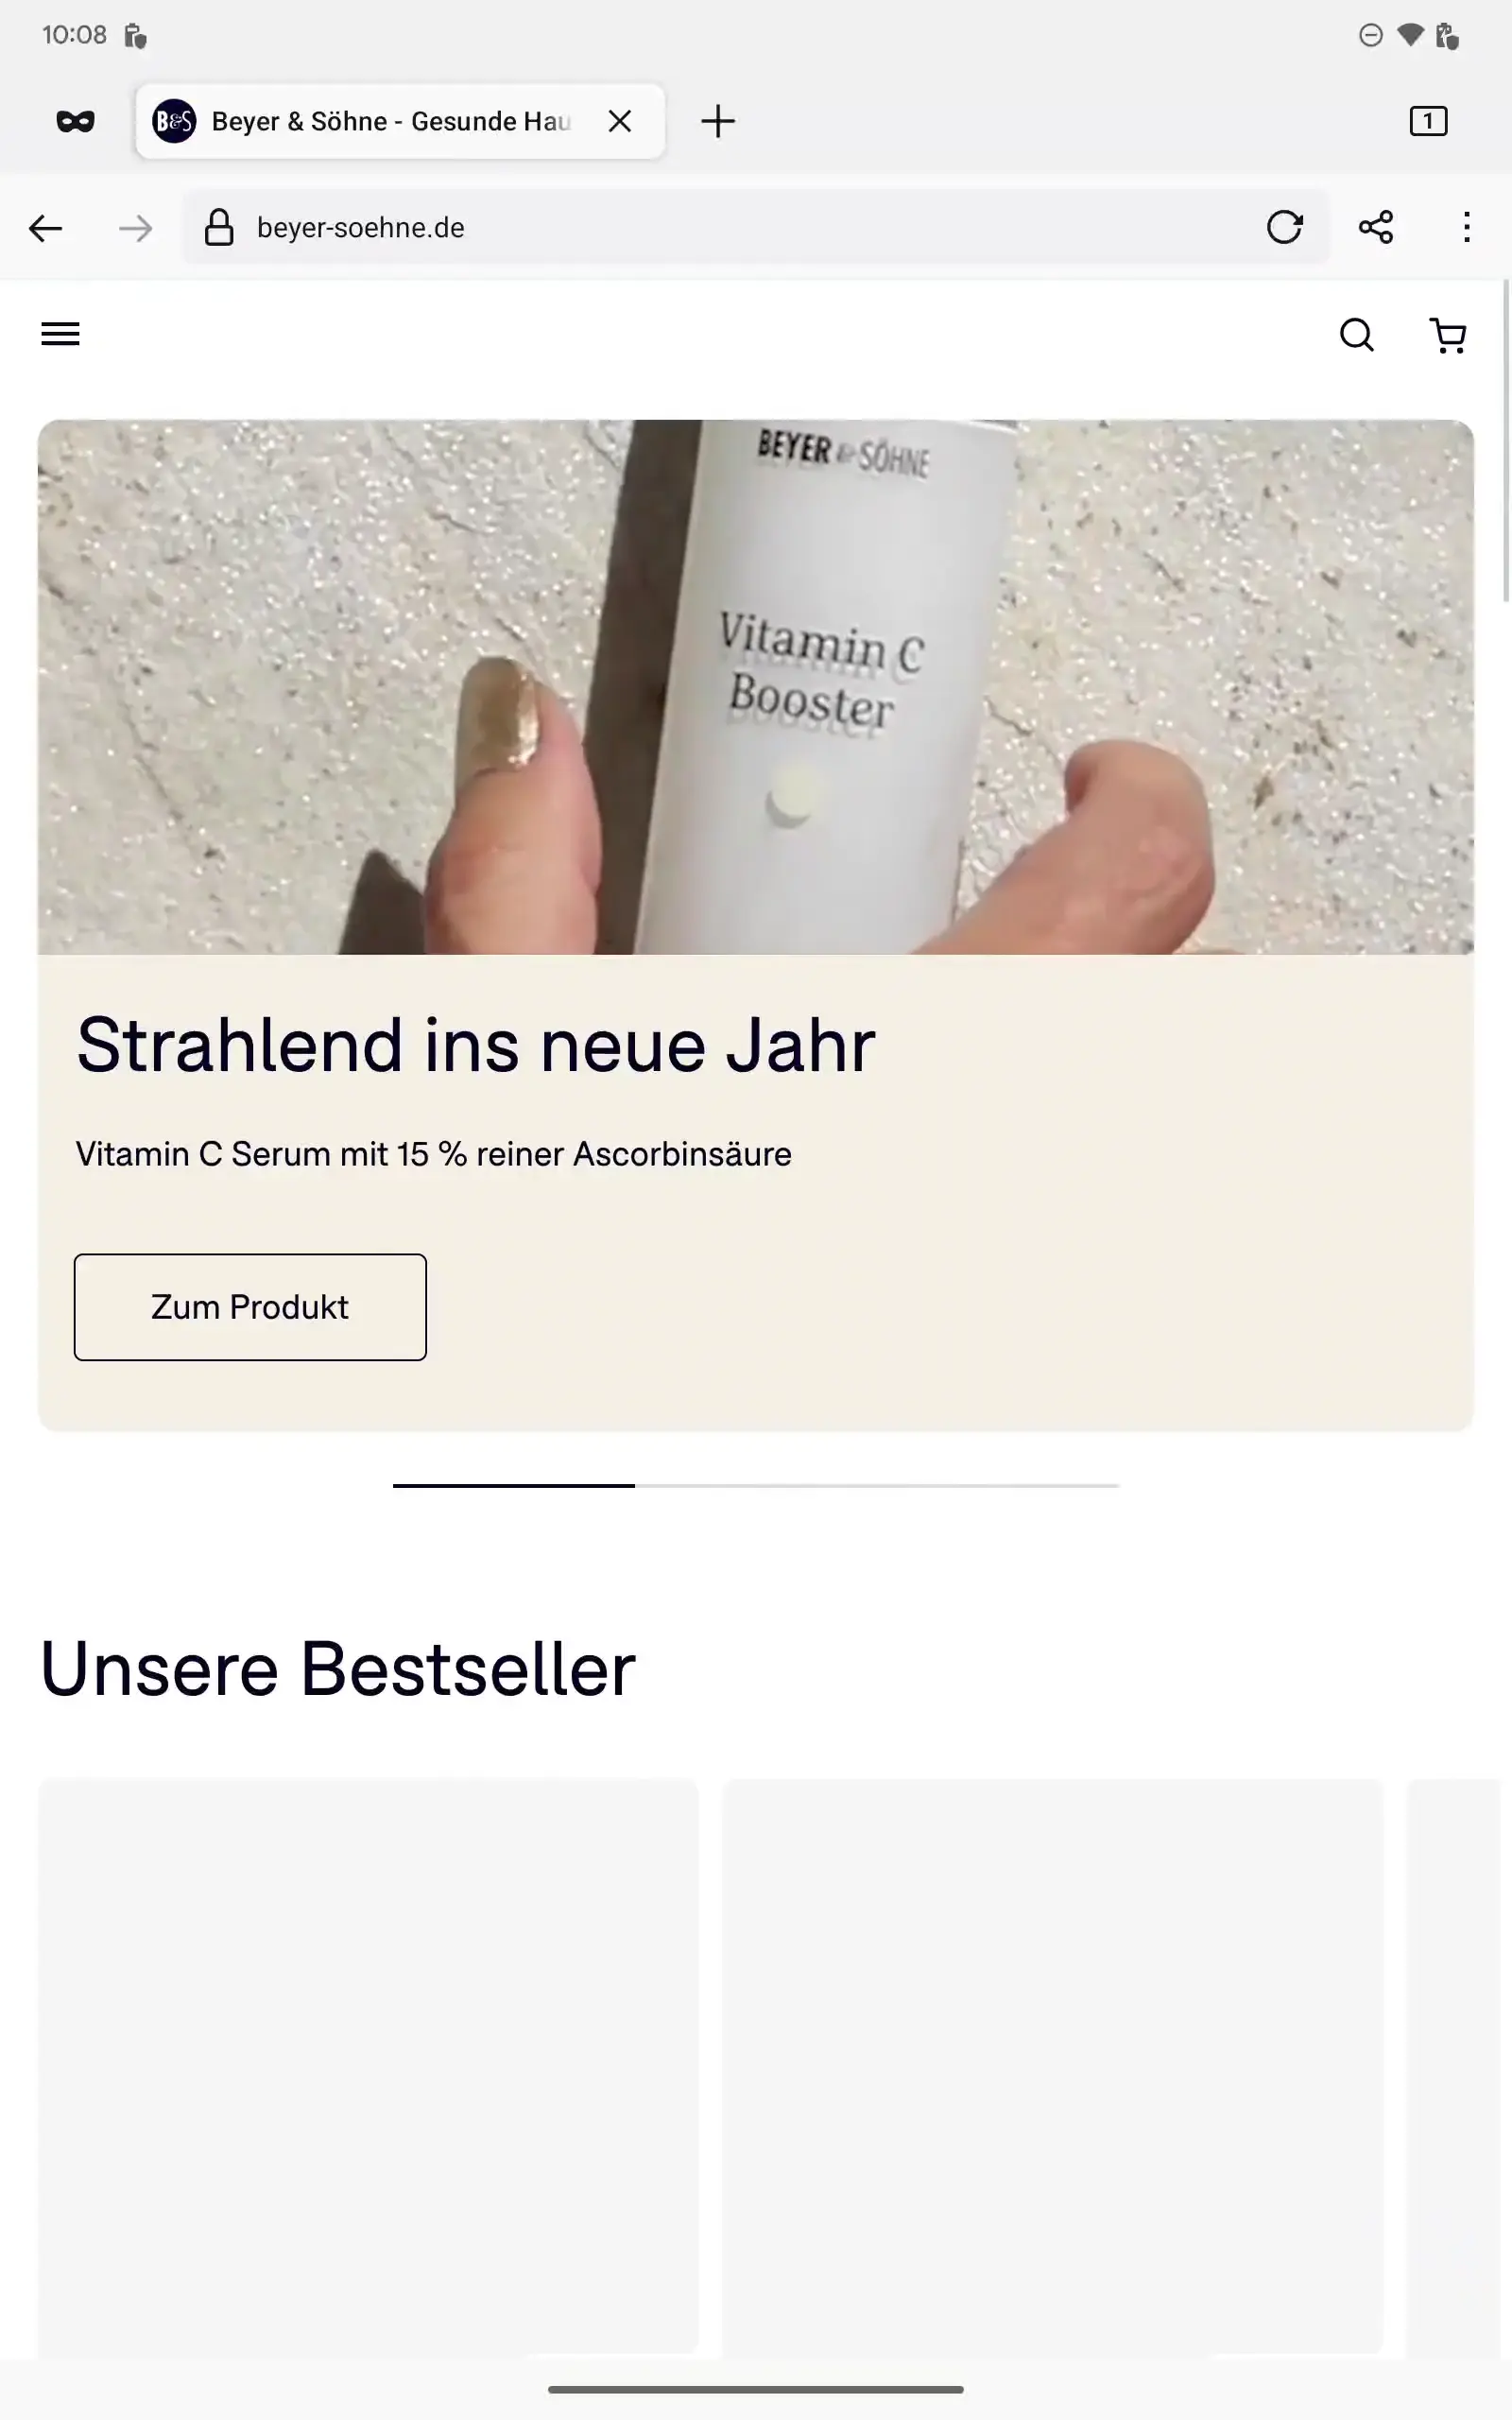 10:08
B&S Beyer & Söhne - Gesunde Hau
1
beyer-soehne.de
BEYER & SÖHNE
Vitamin C
Booster
Strahlend ins neue Jahr
Vitamin C Serum mit 15 % reiner Ascorbinsäure
Zum Produkt
Unsere Bestseller